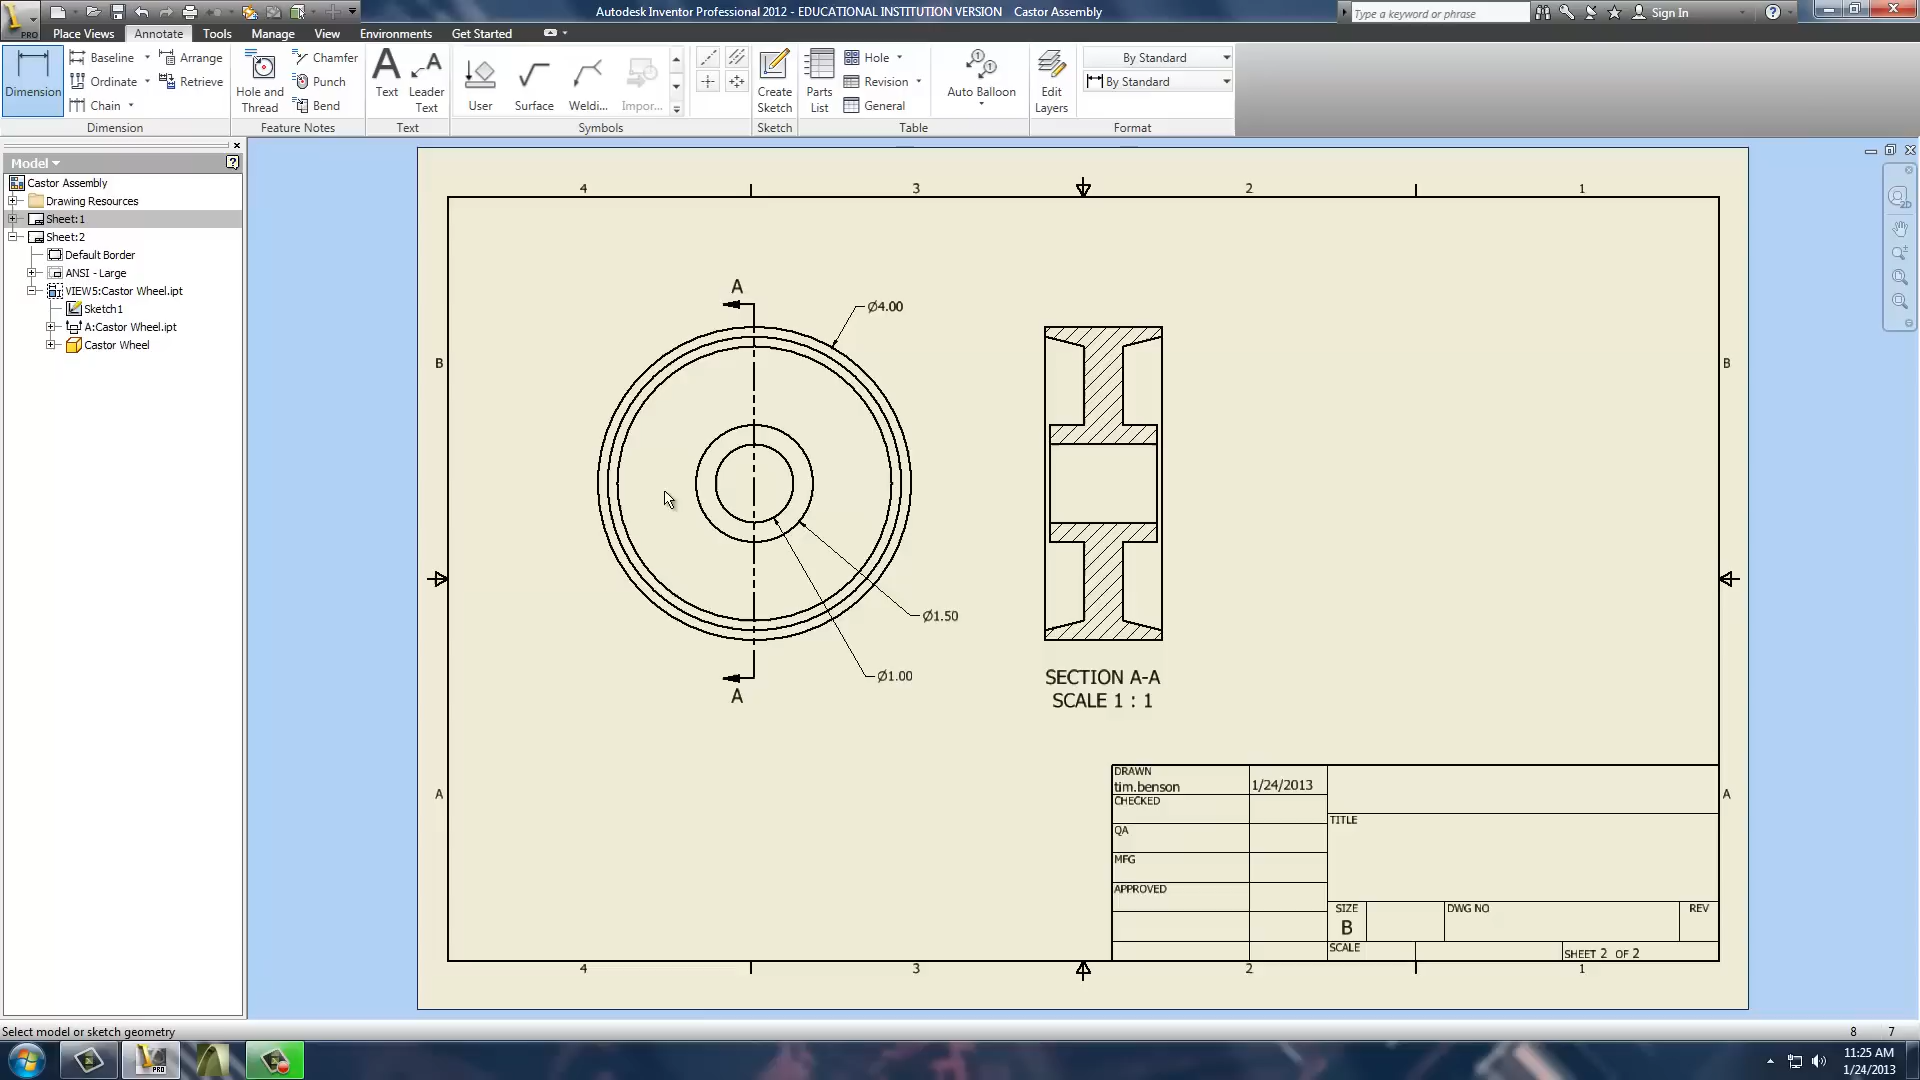 Autodesk Inventor Professional 2012 - EDUCATIONAL INSTITUTION VERSION Castor Assembly
Type a keyword or phrase
Sign In
PRO
Place Views Annotate Tools Manage View Environments Get Started
Dimension
Baseline
Ordinate
Chain
Arrange
Retrieve
Dimension
Hole and
Thread
Chamfer
Punch
Bend
Feature Notes
Text
Leader
Text
Text
User
Surface
Weldi...
Impor...
Symbols
Create
Sketch
Sketch
Parts
List
Hole
Revision
General
Auto Balloon
Table
Edit
Layers
By Standard
By Standard
Format
Model
Castor Assembly
Drawing Resources
Sheet:1
Sheet:2
Default Border
ANSI - Large
VIEW5:Castor Wheel.ipt
Sketch1
A:Castor Wheel.ipt
Castor Wheel
2D
4 3 2 1
B B
A
Ø4.00
Ø1.50
Ø1.00
A
SECTION A-A
SCALE 1 : 1
A A
DRAWN
tim.benson
1/24/2013
CHECKED
QA
MFG
APPROVED
TITLE
SIZE
B
DWG NO
REV
SCALE
SHEET 2 OF 2
4 3 2 1
Select model or sketch geometry
8 7
PRO
11:25 AM
1/24/2013